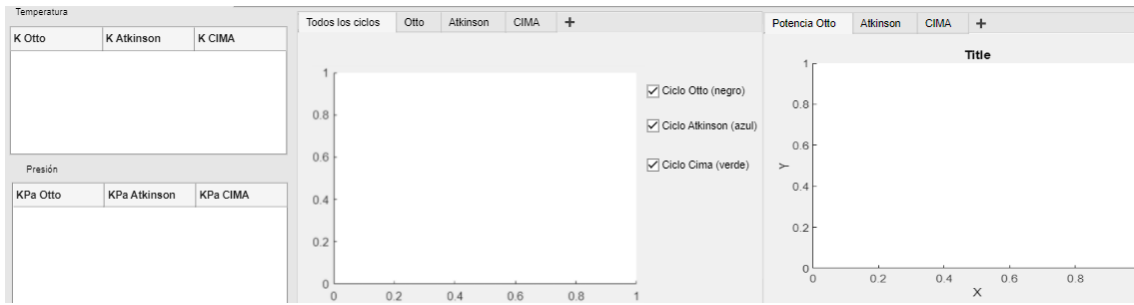 Temperatura
K Otto K Atkinson K CIMA
Presión
KPa Otto KPa Atkinson KPa CIMA
Todos los ciclos Otto Atkinson CIMA +
1
0.8
0.6
0.4
0.2
0
0 0.2 0.4 0.6 0.8 1
Ciclo Otto (negro)
Ciclo Atkinson (azul)
Ciclo Cima (verde)
Potencia Otto Atkinson CIMA +
Title
1
0.8
0.6
Y
0.4
0.2
0
0 0.2 0.4 0.6 0.8
X